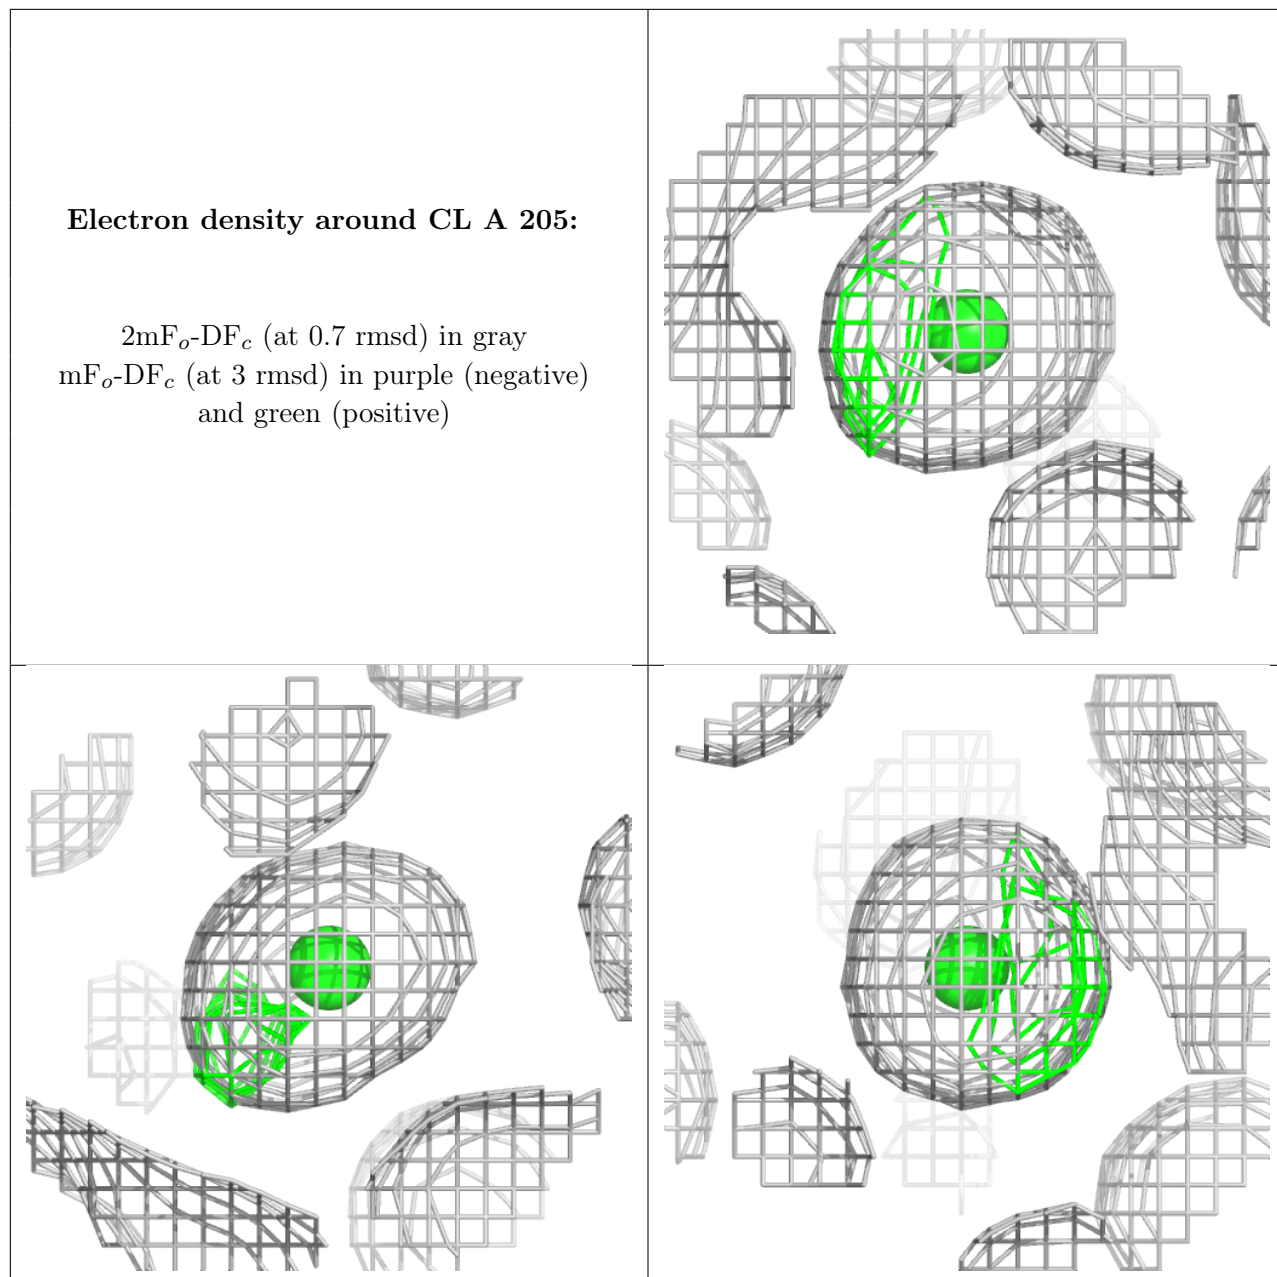 Electron density around CL A 205:
2mFo-DFc (at 0.7 rmsd) in gray
mFo-DFc (at 3 rmsd) in purple (negative)
and green (positive)